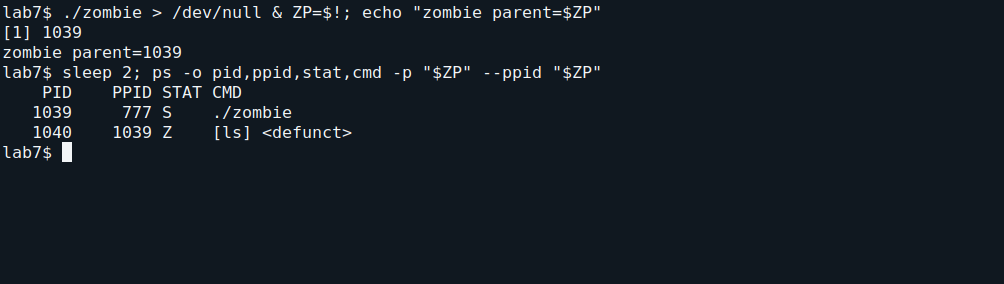 lab7$ ./zombie > /dev/null & ZP=$!; echo "zombie parent=$ZP"
[1] 1039
zombie parent=1039
lab7$ sleep 2; ps -o pid,ppid,stat,cmd -p "$ZP" --ppid "$ZP"
    PID    PPID STAT CMD
   1039     777 S    ./zombie
   1040    1039 Z    [ls] <defunct>
lab7$